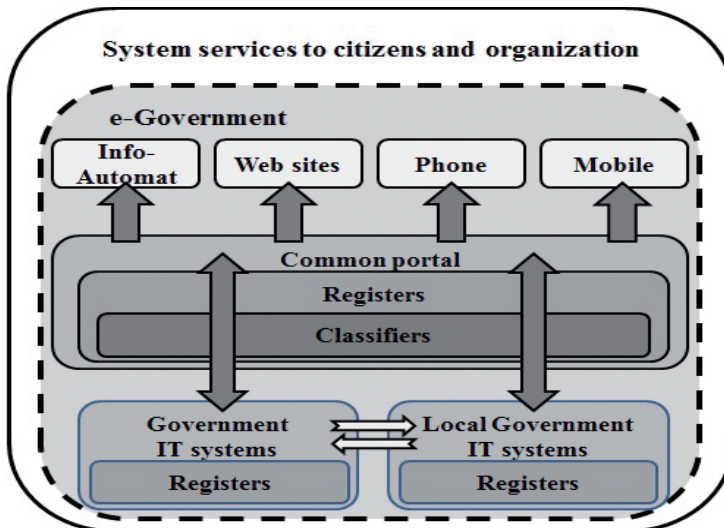 System services to citizens and organization
e-Government
Info-
Automat
Web sites
Phone
Mobile
Common portal
Registers
Classifiers
Government
IT systems
Registers
Local Government
IT systems
Registers